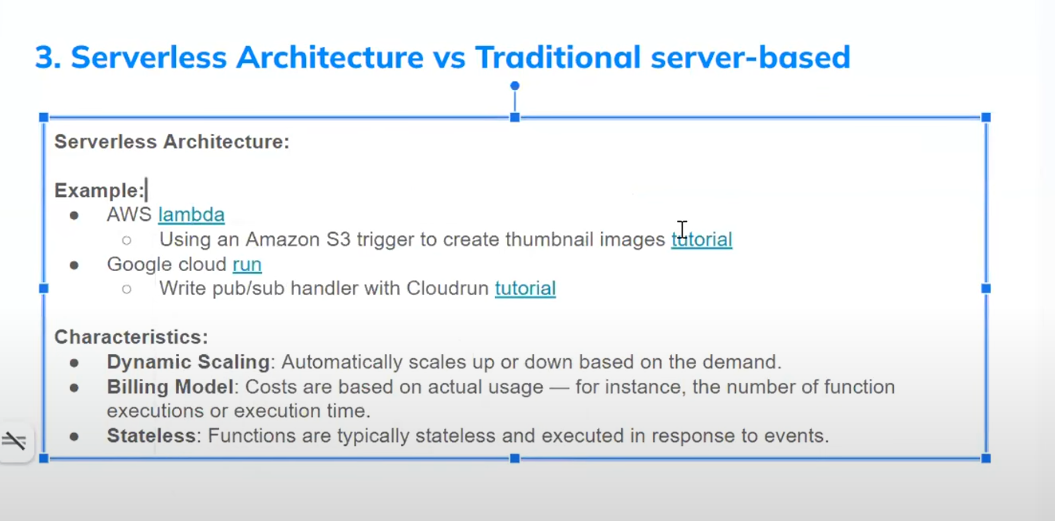 3. Serverless Architecture vs Traditional server-based
Serverless Architecture:
Example:
● AWS lambda
○ Using an Amazon S3 trigger to create thumbnail images tutorial
● Google cloud run
○ Write pub/sub handler with Cloudrun tutorial
Characteristics:
● Dynamic Scaling: Automatically scales up or down based on the demand.
● Billing Model: Costs are based on actual usage — for instance, the number of function
executions or execution time.
● Stateless: Functions are typically stateless and executed in response to events.